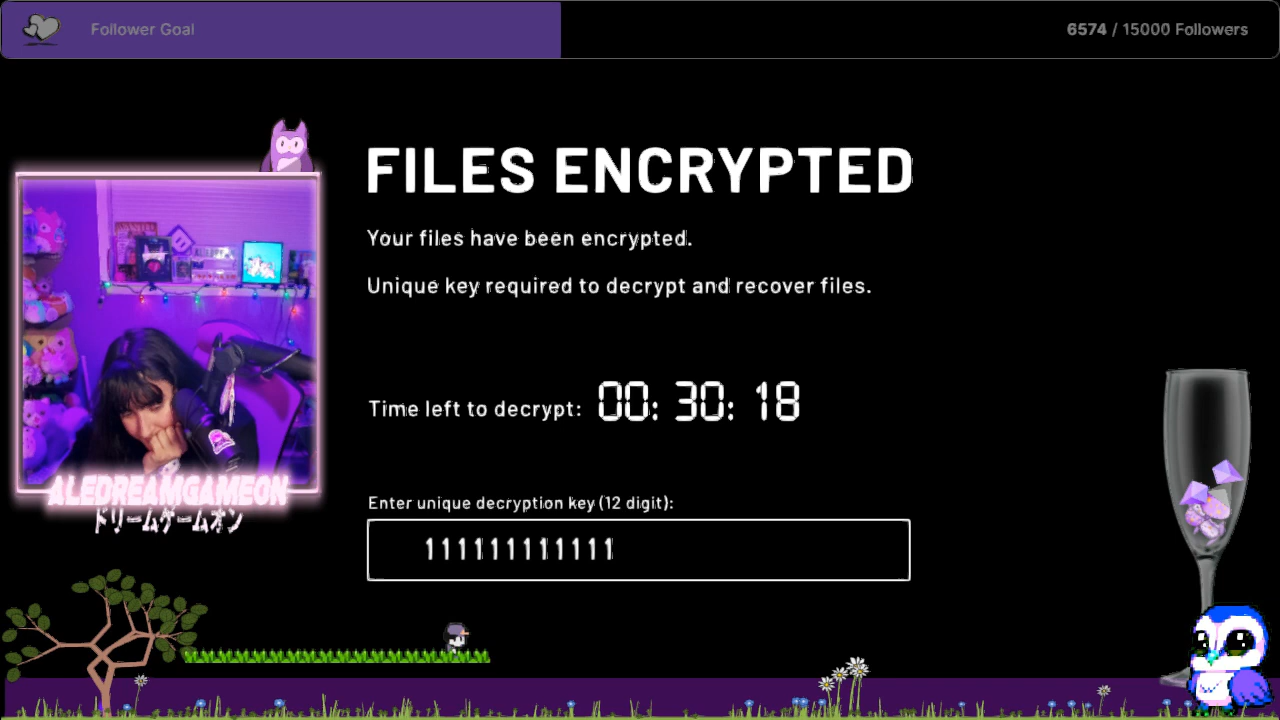 Follower Goal
6574 / 15000 Followers
FILES ENCRYPTED
Your files have been encrypted.
Unique key required to decrypt and recover files.
Time left to decrypt: 00: 30: 18
Enter unique decryption key (12 digit):
111111111111
ALEDREAMGAMEON
ドリームゲームオン